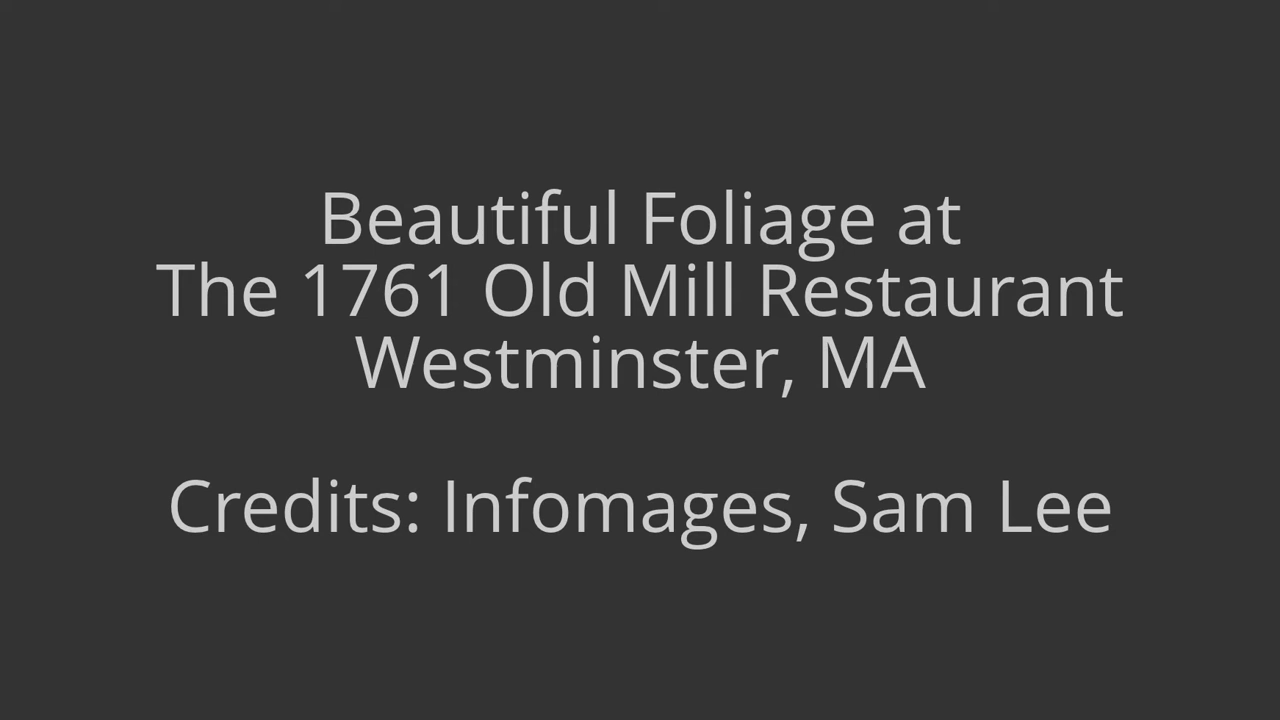 Beautiful Foliage at
The 1761 Old Mill Restaurant
Westminster, MA
Credits: Infomages, Sam Lee